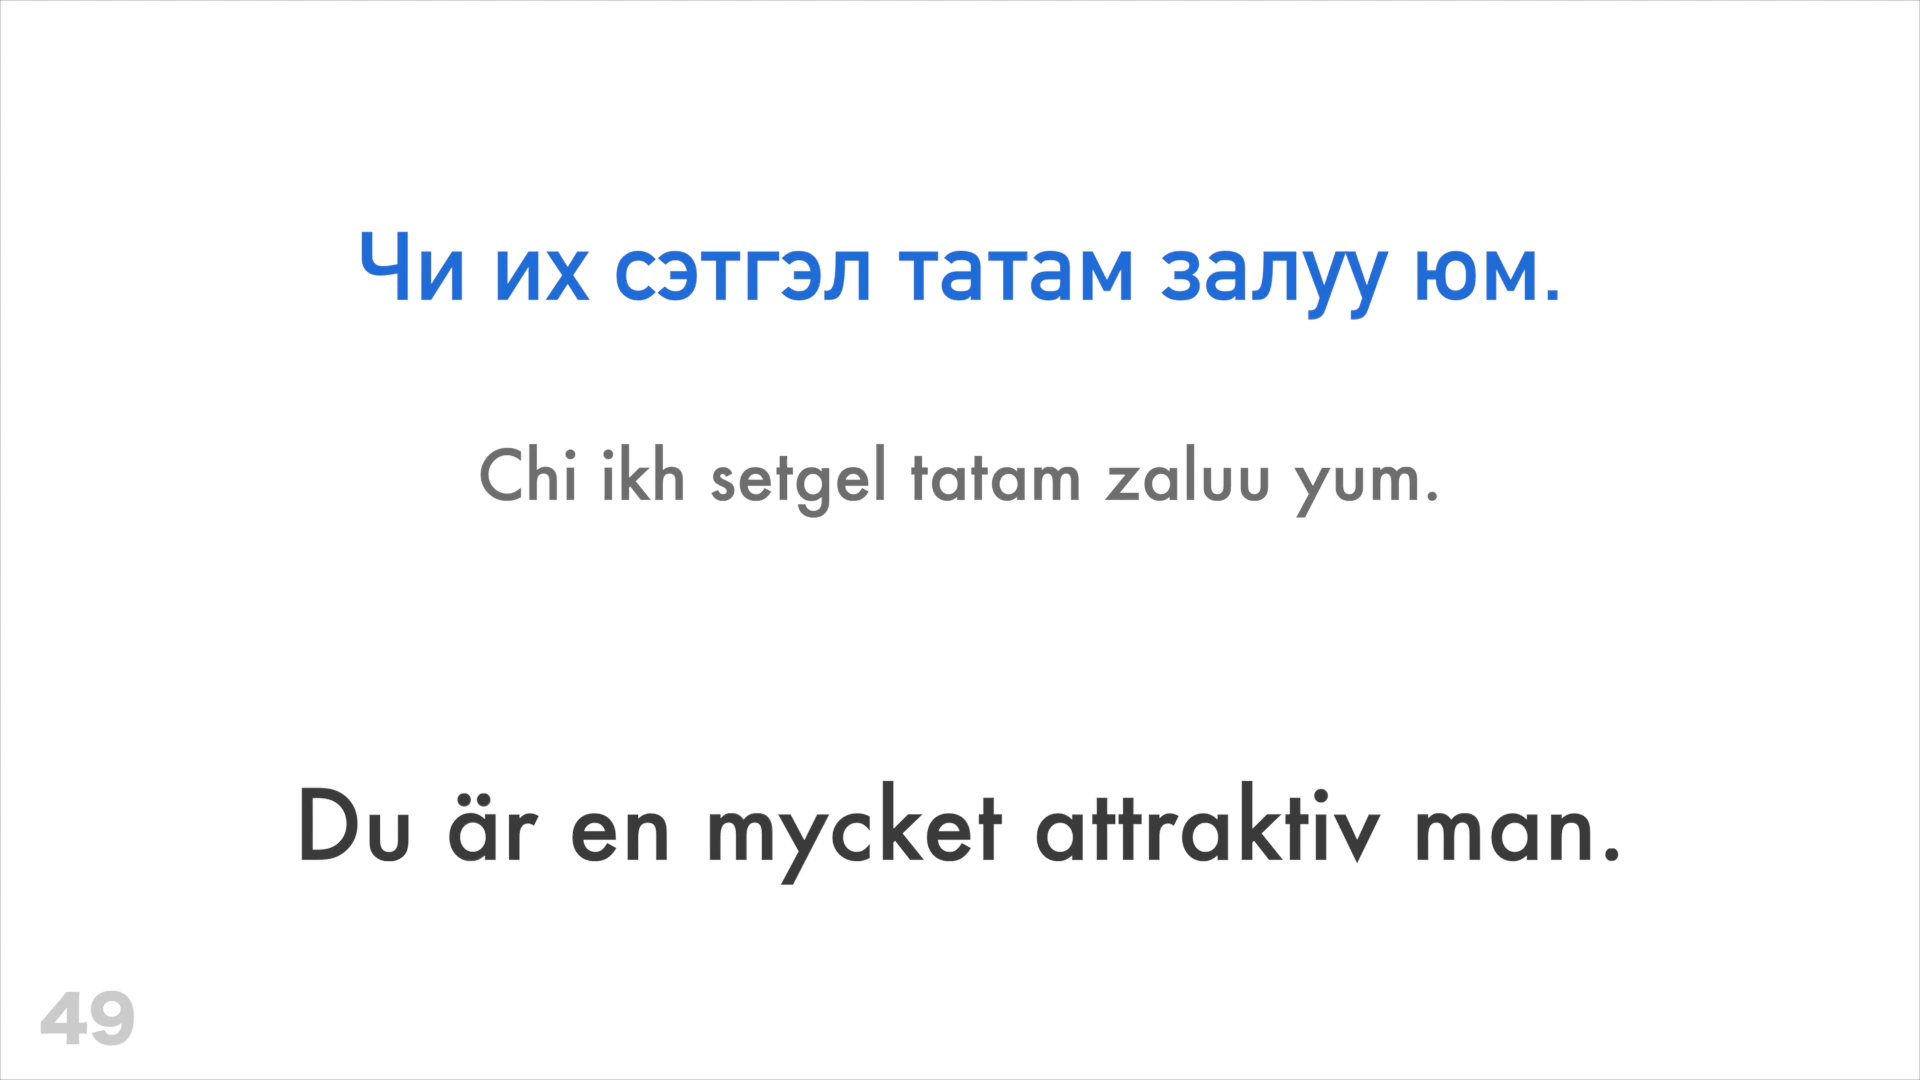 Чи их сэтгэл татам залуу юм.
Chi ikh setgel tatam zaluu yum.
Du är en mycket attraktiv man.
49